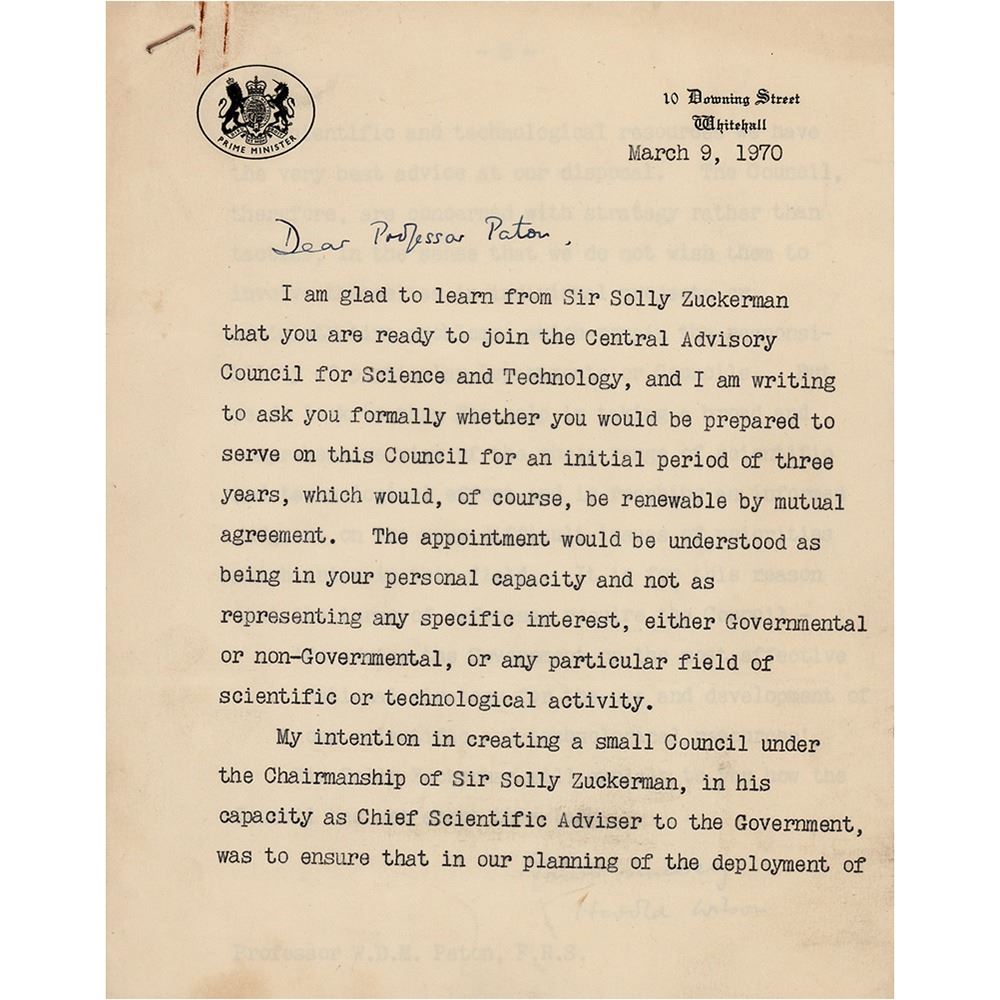 PRIME MINISTER
10 Downing Street
Whitehall
March 9, 1970
Dear Professor Paton,
I am glad to learn from Sir Solly Zuckerman
that you are ready to join the Central Advisory
Council for Science and Technology, and I am writing
to ask you formally whether you would be prepared to
serve on this Council for an initial period of three
years, which would, of course, be renewable by mutual
agreement. The appointment would be understood as
being in your personal capacity and not as
representing any specific interest, either Governmental
or non-Governmental, or any particular field of
scientific or technological activity.
My intention in creating a small Council under
the Chairmanship of Sir Solly Zuckerman, in his
capacity as Chief Scientific Adviser to the Government,
was to ensure that in our planning of the deployment of
Harold Wilson
Professor W.D.M. Paton, F.R.S.